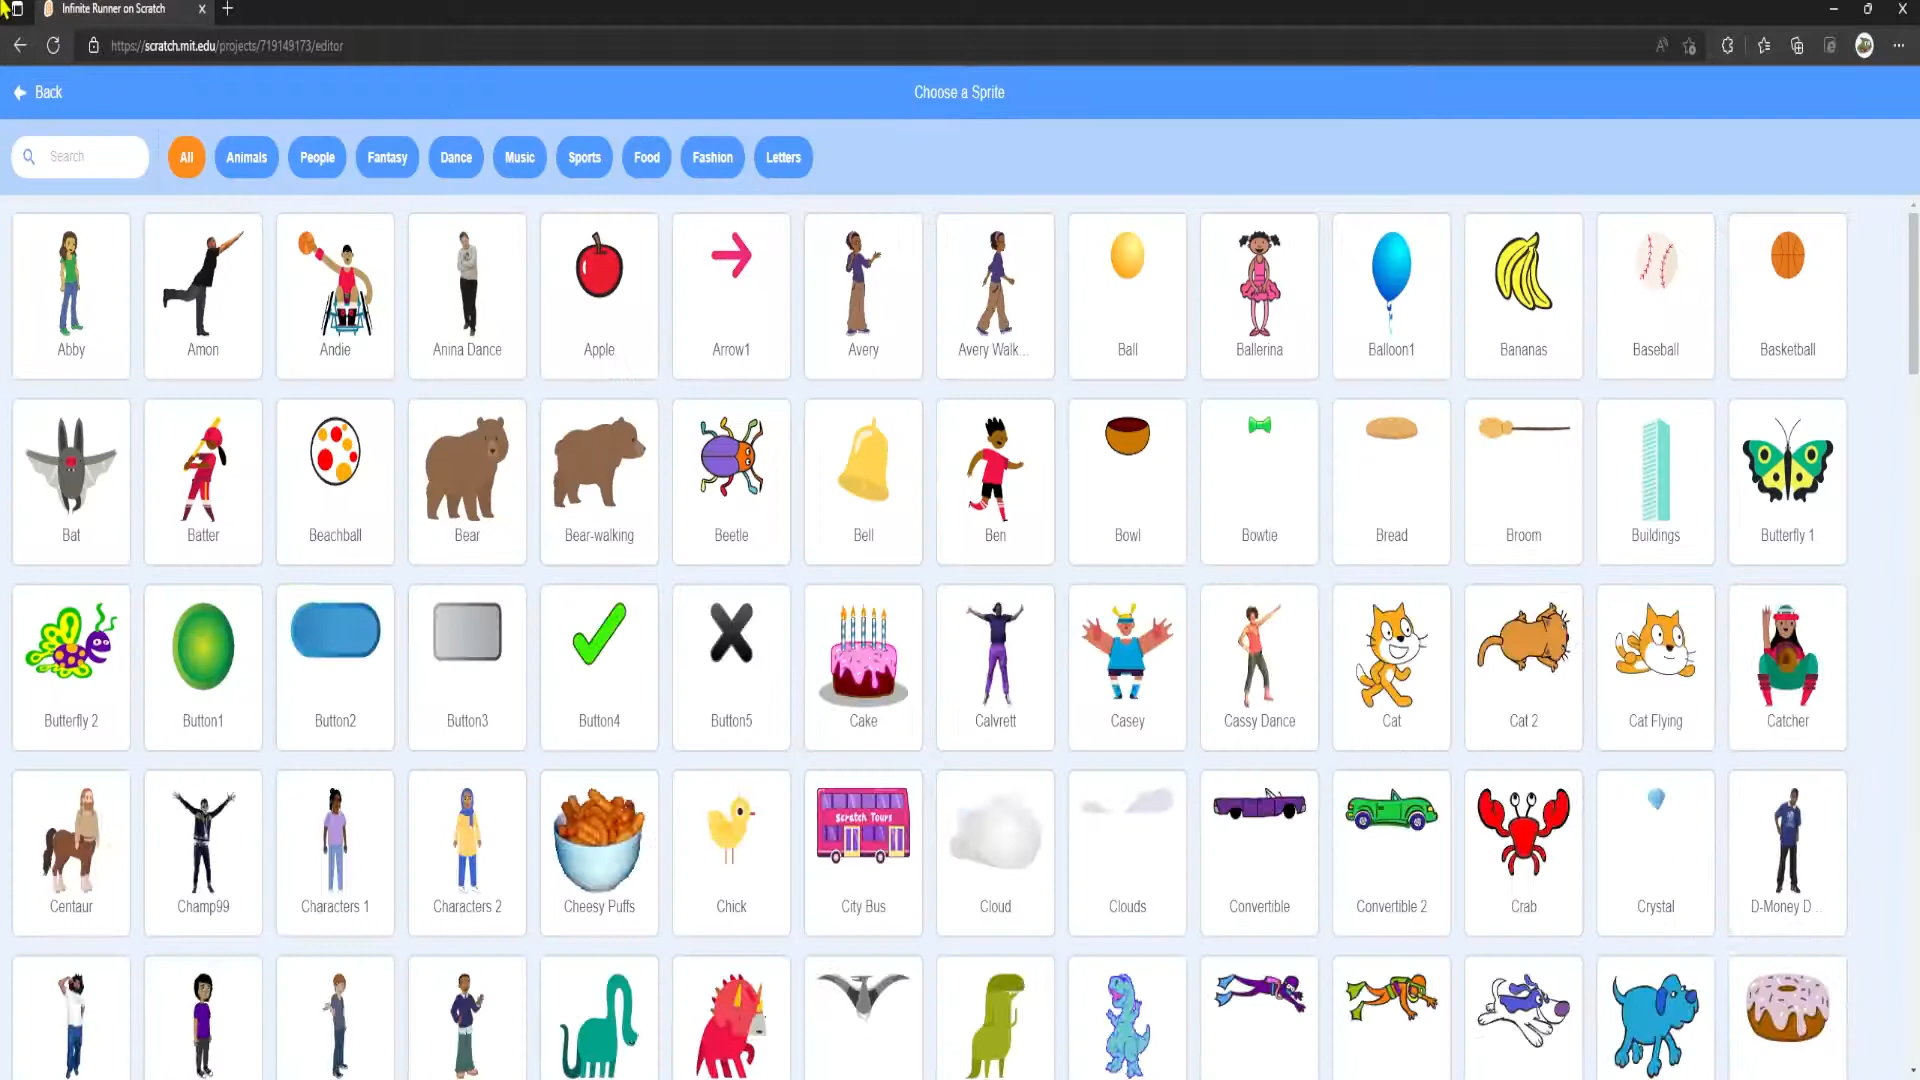 Infinite Runner on Scratch
https://scratch.mit.edu/projects/719149173/editor
Back
Choose a Sprite
Search
All
Animals
People
Fantasy
Dance
Music
Sports
Food
Fashion
Letters
Abby
Amon
Andie
Anina Dance
Apple
Arrow1
Avery
Avery Walk...
Ball
Ballerina
Balloon1
Bananas
Baseball
Basketball
Bat
Batter
Beachball
Bear
Bear-walking
Beetle
Bell
Ben
Bowl
Bowtie
Bread
Broom
Buildings
Butterfly 1
Butterfly 2
Button1
Button2
Button3
Button4
Button5
Cake
Calvrett
Casey
Cassy Dance
Cat
Cat 2
Cat Flying
Catcher
Scratch Tours
Centaur
Champ99
Characters 1
Characters 2
Cheesy Puffs
Chick
City Bus
Cloud
Clouds
Convertible
Convertible 2
Crab
Crystal
D-Money D...